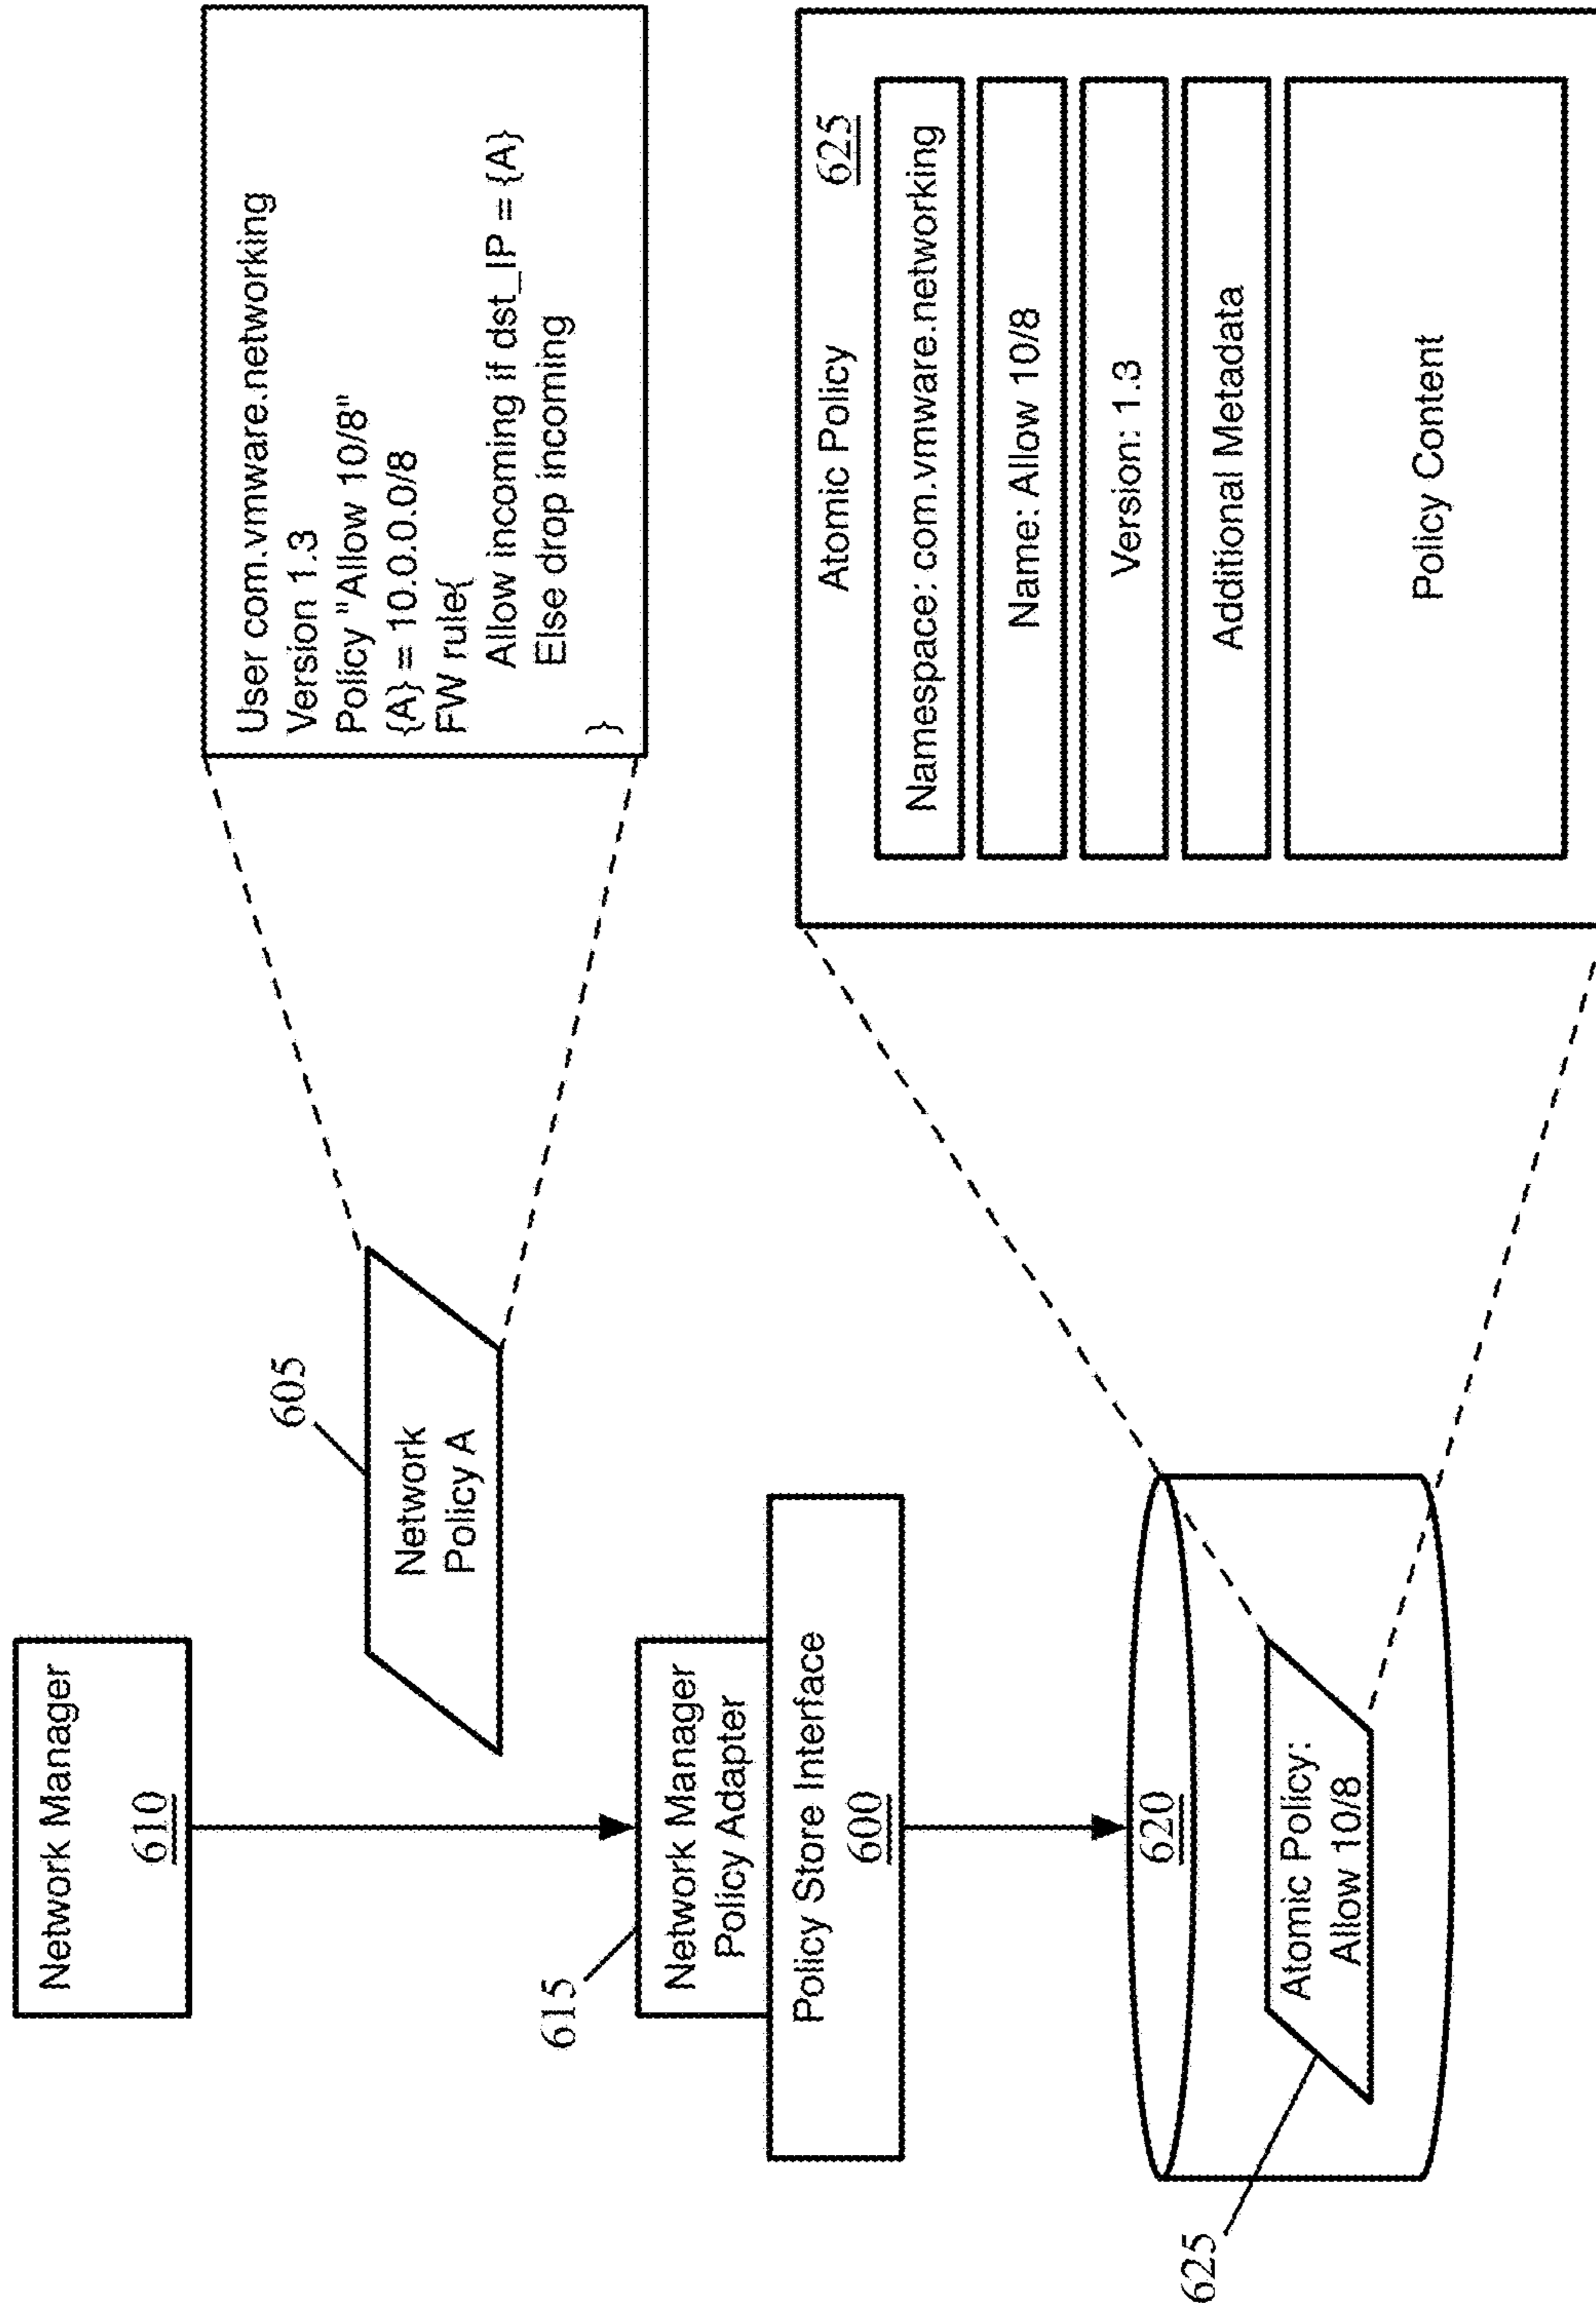 Network Manager
610
605
Network
Policy A
User com.vmware.networking
Version 1.3
Policy "Allow 10/8"
{A} = 10.0.0.0/8
FW rule{
Allow incoming if dst_IP = {A}
Else drop incoming
}
615
Network Manager
Policy Adapter
Policy Store Interface
600
620
Atomic Policy:
Allow 10/8
625
Atomic Policy
625
Namespace: com.vmware.networking
Name: Allow 10/8
Version: 1.3
Additional Metadata
Policy Content